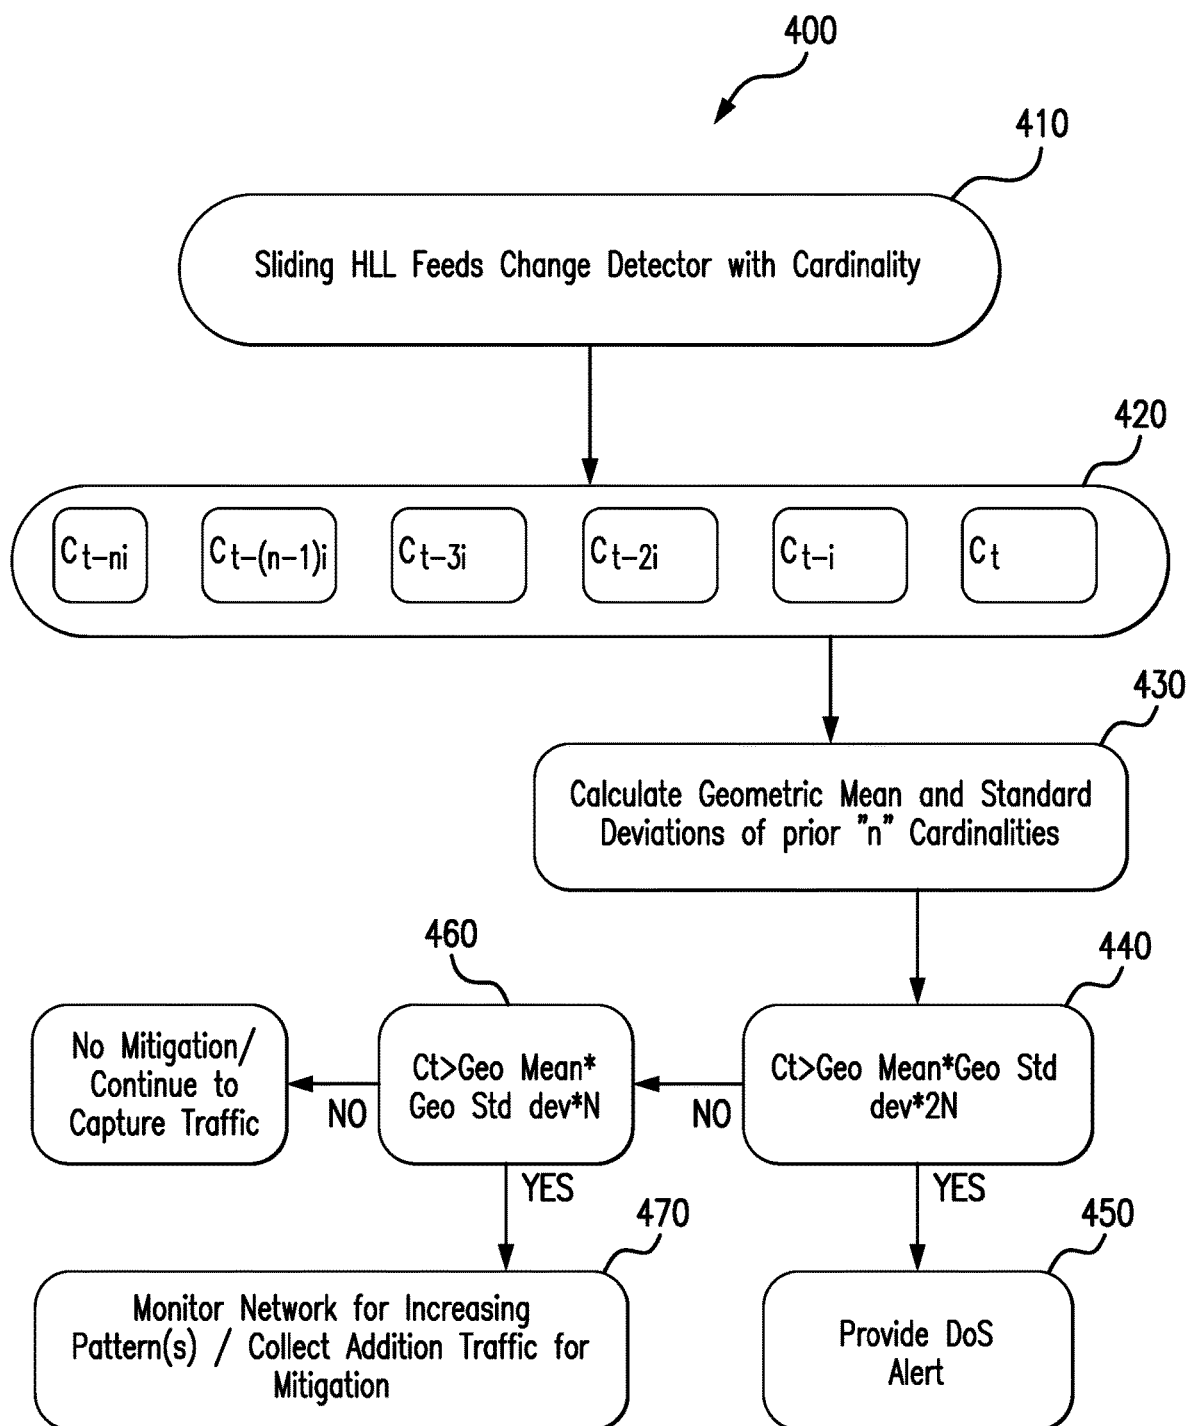 400
410
Sliding HLL Feeds Change Detector with Cardinality
420
Ct-ni
Ct-(n-1)i
Ct-3i
Ct-2i
Ct-i
Ct
430
Calculate Geometric Mean and Standard
Deviations of prior "n" Cardinalities
460
440
No Mitigation/
Continue to
Capture Traffic
NO
Ct>Geo Mean*
Geo Std dev*N
NO
Ct>Geo Mean*Geo Std
dev*2N
YES
YES
470
450
Monitor Network for Increasing
Pattern(s) / Collect Addition Traffic for
Mitigation
Provide DoS
Alert